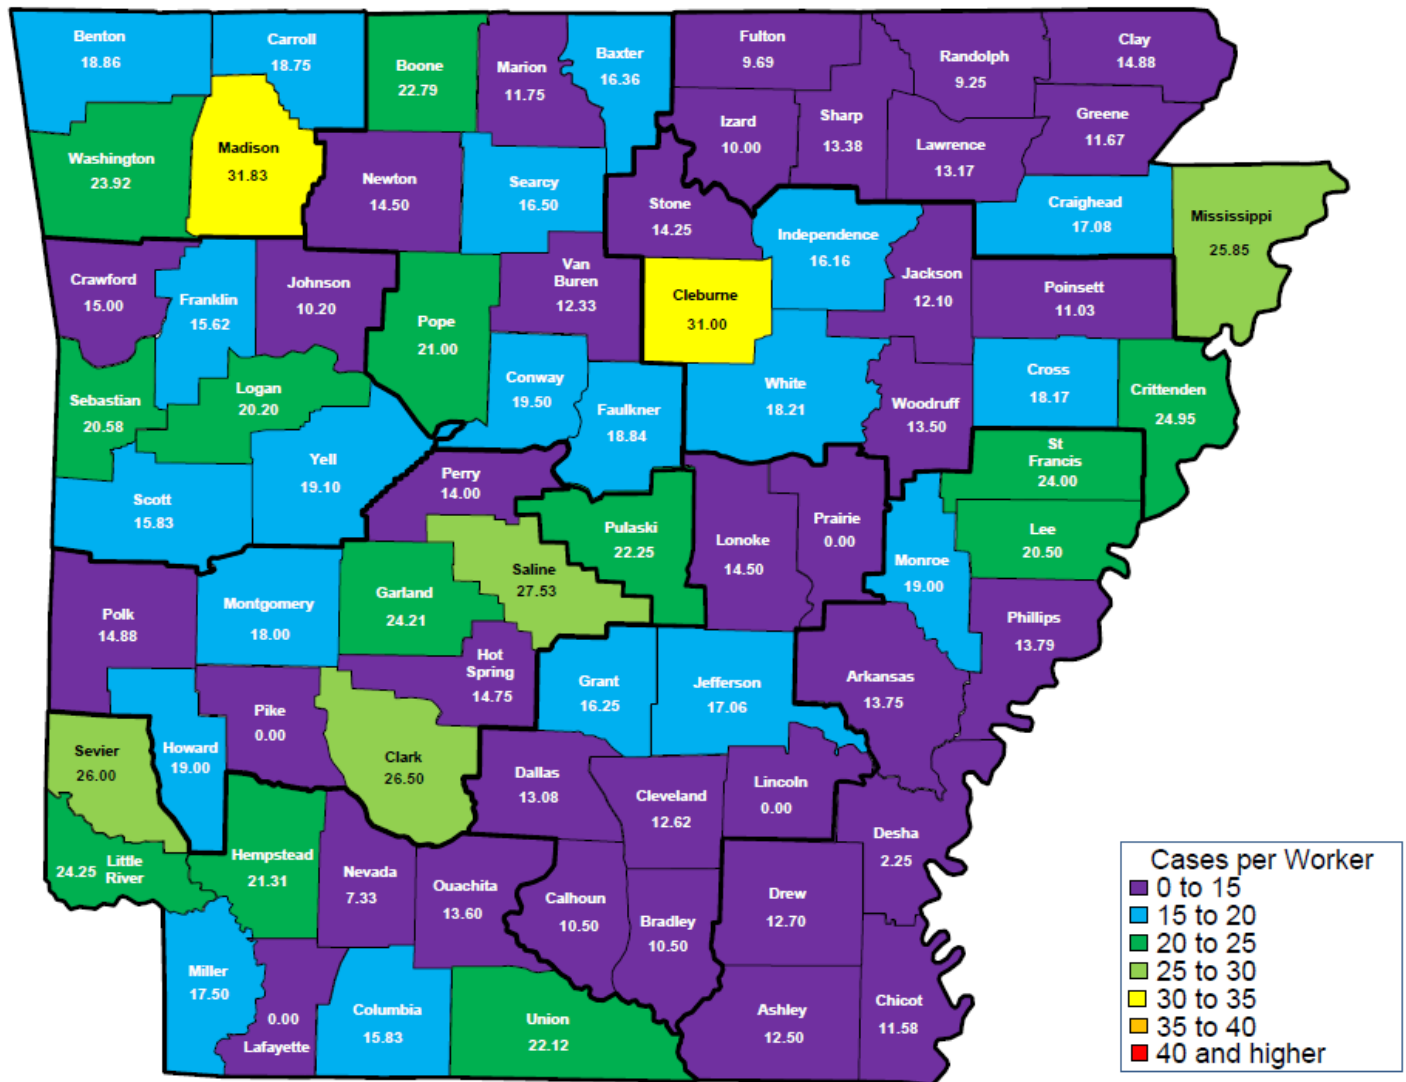 Benton
18.86
Carroll
18.75
Boone
22.79
Marion
11.75
Baxter
16.36
Fulton
9.69
Randolph
9.25
Clay
14.88
Izard
10.00
Sharp
13.38
Greene
11.67
Lawrence
13.17
Washington
23.92
Madison
31.83
Newton
14.50
Searcy
16.50
Stone
14.25
Independence
16.16
Craighead
17.08
Mississippi
25.85
Crawford
15.00
Franklin
15.62
Johnson
10.20
Pope
21.00
Van
Buren
12.33
Cleburne
31.00
Jackson
12.10
Poinsett
11.03
Sebastian
20.58
Logan
20.20
Conway
19.50
Faulkner
18.84
White
18.21
Woodruff
13.50
Cross
18.17
Crittenden
24.95
Scott
15.83
Yell
19.10
Perry
14.00
St
Francis
24.00
Pulaski
22.25
Lonoke
14.50
Prairie
0.00
Monroe
19.00
Lee
20.50
Saline
27.53
Garland
24.21
Polk
14.88
Montgomery
18.00
Phillips
13.79
Hot
Spring
14.75
Grant
16.25
Jefferson
17.06
Arkansas
13.75
Sevier
26.00
Howard
19.00
Pike
0.00
Clark
26.50
Dallas
13.08
Cleveland
12.62
Lincoln
0.00
Desha
2.25
24.25
Little
River
Hempstead
21.31
Nevada
7.33
Ouachita
13.60
Calhoun
10.50
Bradley
10.50
Drew
12.70
Miller
17.50
0.00
Lafayette
Columbia
15.83
Union
22.12
Ashley
12.50
Chicot
11.58
Cases per Worker
0 to 15
15 to 20
20 to 25
25 to 30
30 to 35
35 to 40
40 and higher